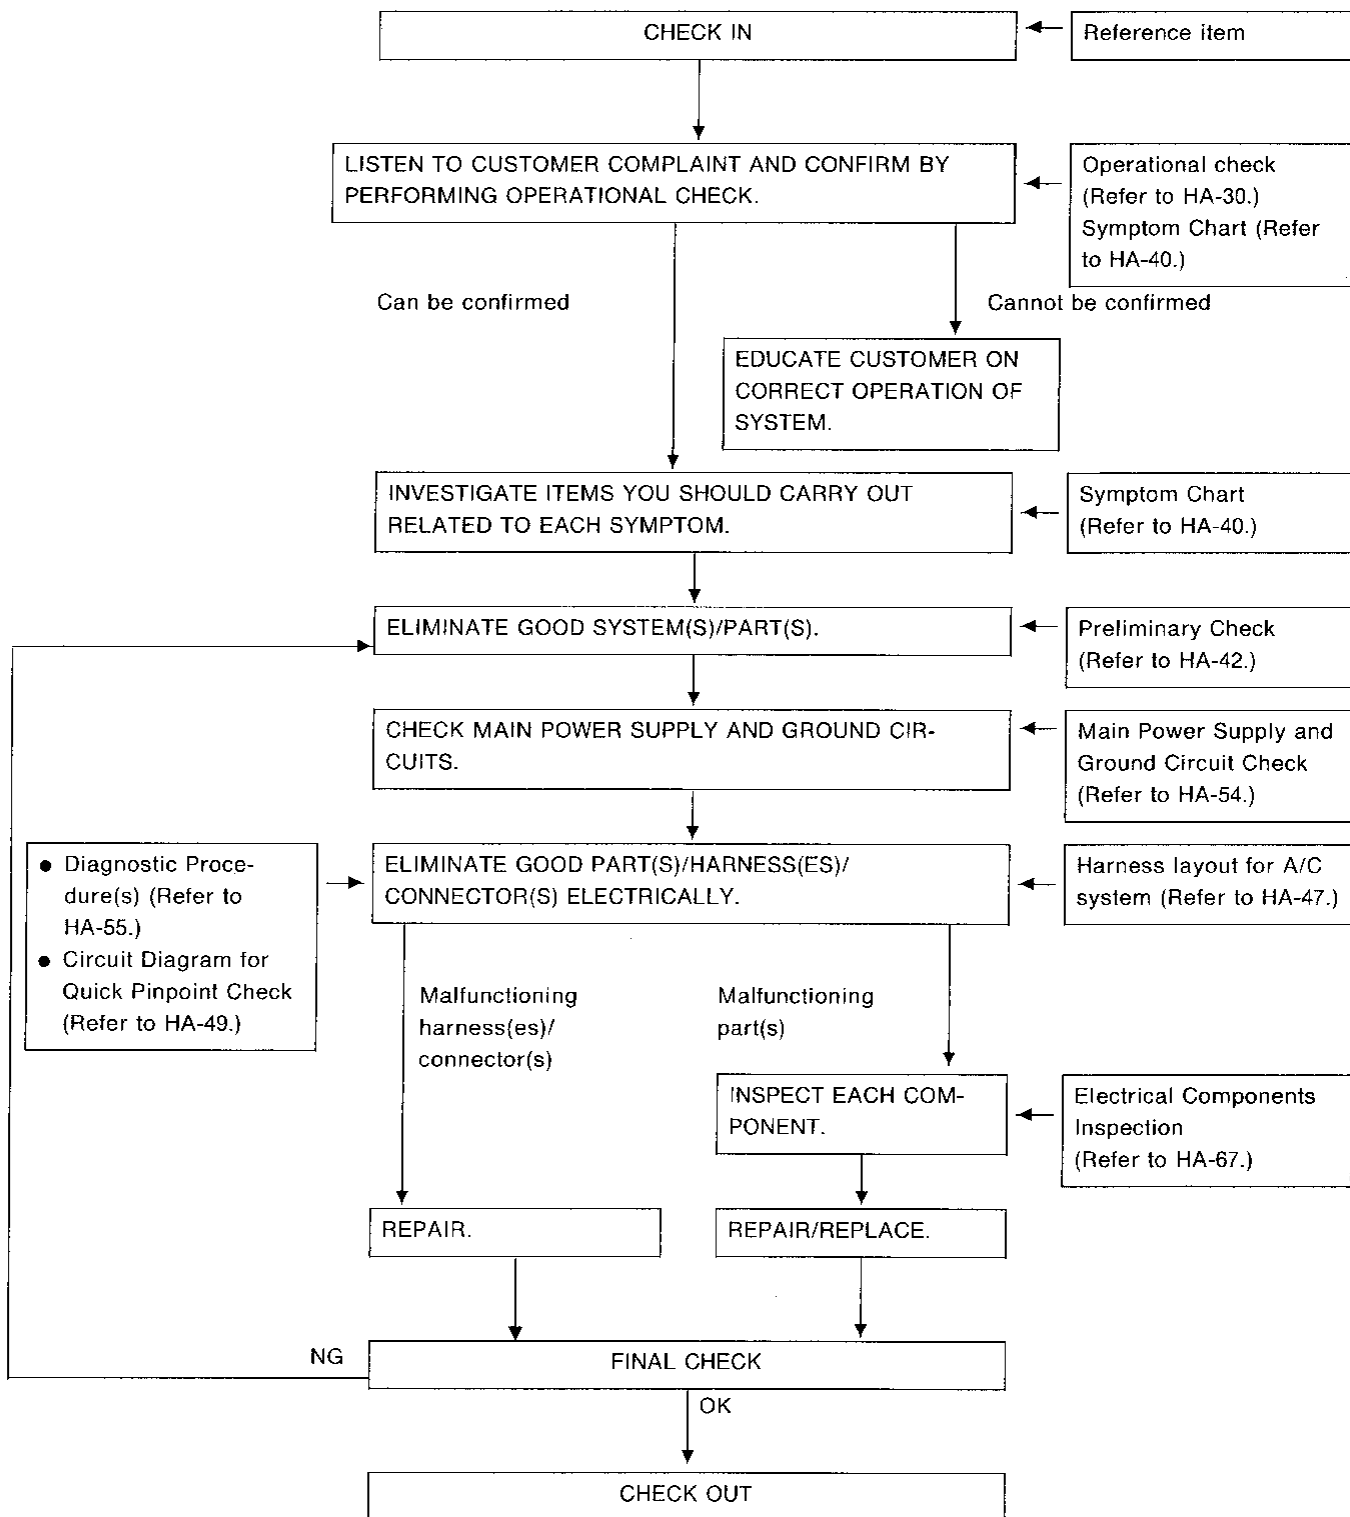 CHECK IN
Reference item
LISTEN TO CUSTOMER COMPLAINT AND CONFIRM BY
PERFORMING OPERATIONAL CHECK.
Operational check
(Refer to HA-30.)
Symptom Chart (Refer
to HA-40.)
Can be confirmed
Cannot be confirmed
EDUCATE CUSTOMER ON
CORRECT OPERATION OF
SYSTEM.
INVESTIGATE ITEMS YOU SHOULD CARRY OUT
RELATED TO EACH SYMPTOM.
Symptom Chart
(Refer to HA-40.)
ELIMINATE GOOD SYSTEM(S)/PART(S).
Preliminary Check
(Refer to HA-42.)
CHECK MAIN POWER SUPPLY AND GROUND CIR-
CUITS.
Main Power Supply and
Ground Circuit Check
(Refer to HA-54.)
● Diagnostic Proce-
dure(s) (Refer to
HA-55.)
● Circuit Diagram for
Quick Pinpoint Check
(Refer to HA-49.)
ELIMINATE GOOD PART(S)/HARNESS(ES)/
CONNECTOR(S) ELECTRICALLY.
Harness layout for A/C
system (Refer to HA-47.)
Malfunctioning
harness(es)/
connector(s)
Malfunctioning
part(s)
INSPECT EACH COM-
PONENT.
Electrical Components
Inspection
(Refer to HA-67.)
REPAIR.
REPAIR/REPLACE.
NG
FINAL CHECK
OK
CHECK OUT